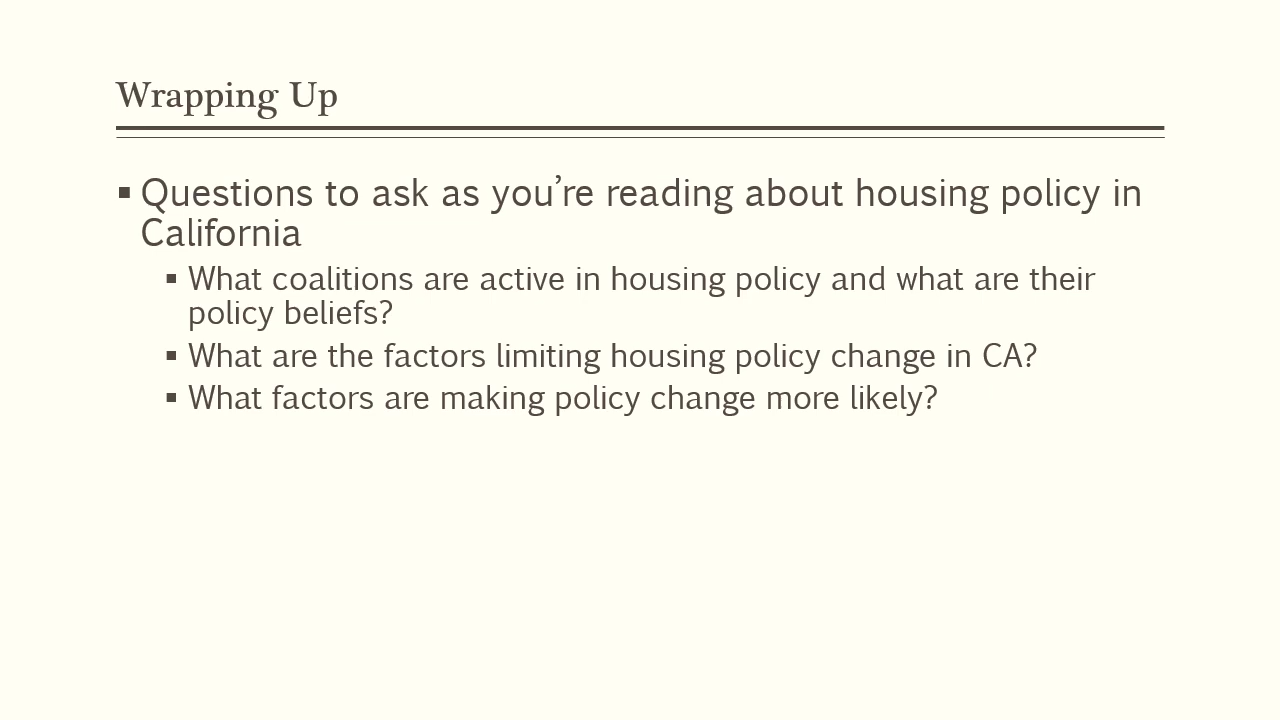 Wrapping Up
▪ Questions to ask as you’re reading about housing policy in
California
▪ What coalitions are active in housing policy and what are their
policy beliefs?
▪ What are the factors limiting housing policy change in CA?
▪ What factors are making policy change more likely?